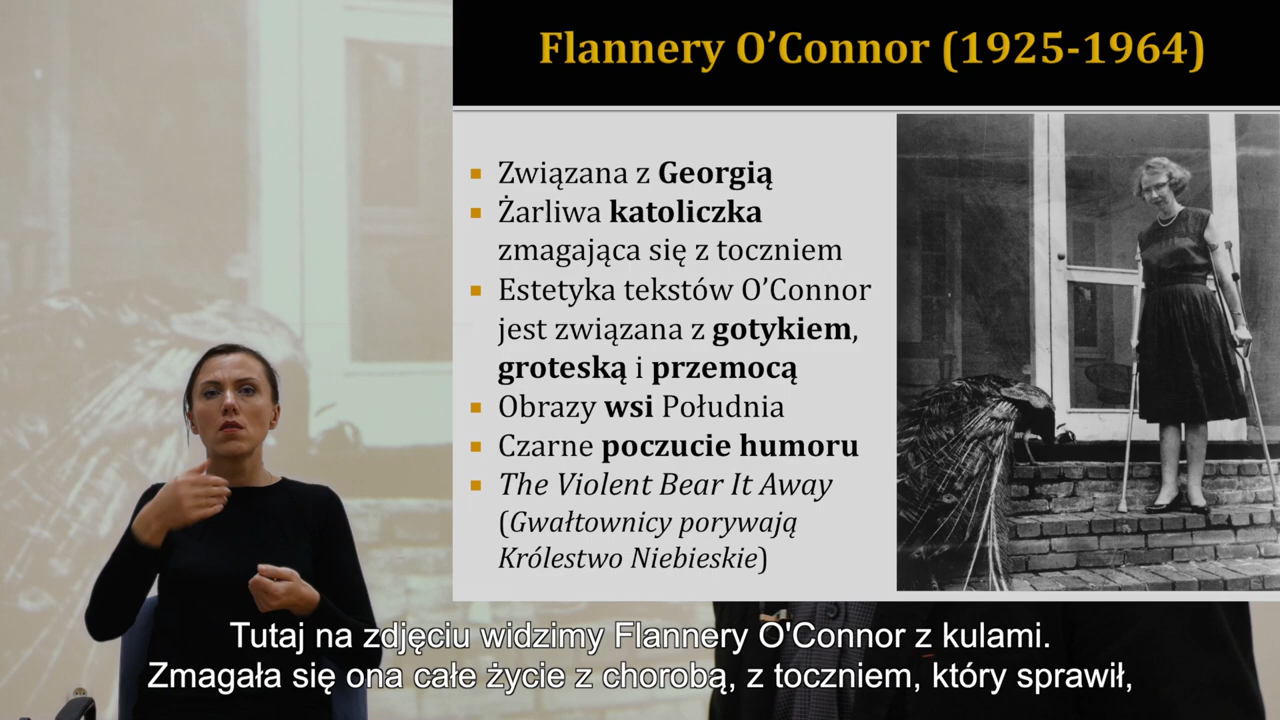 Flannery O’Connor (1925-1964)
Związana z Georgią
Żarliwa katoliczka
zmagająca się z toczniem
Estetyka tekstów O’Connor
jest związana z gotykiem,
groteską i przemocą
Obrazy wsi Południa
Czarne poczucie humoru
The Violent Bear It Away
(Gwałtownicy porywają
Królestwo Niebieskie)
Tutaj na zdjęciu widzimy Flannery O'Connor z kulami.
Zmagała się ona całe życie z chorobą, z toczniem, który sprawił,